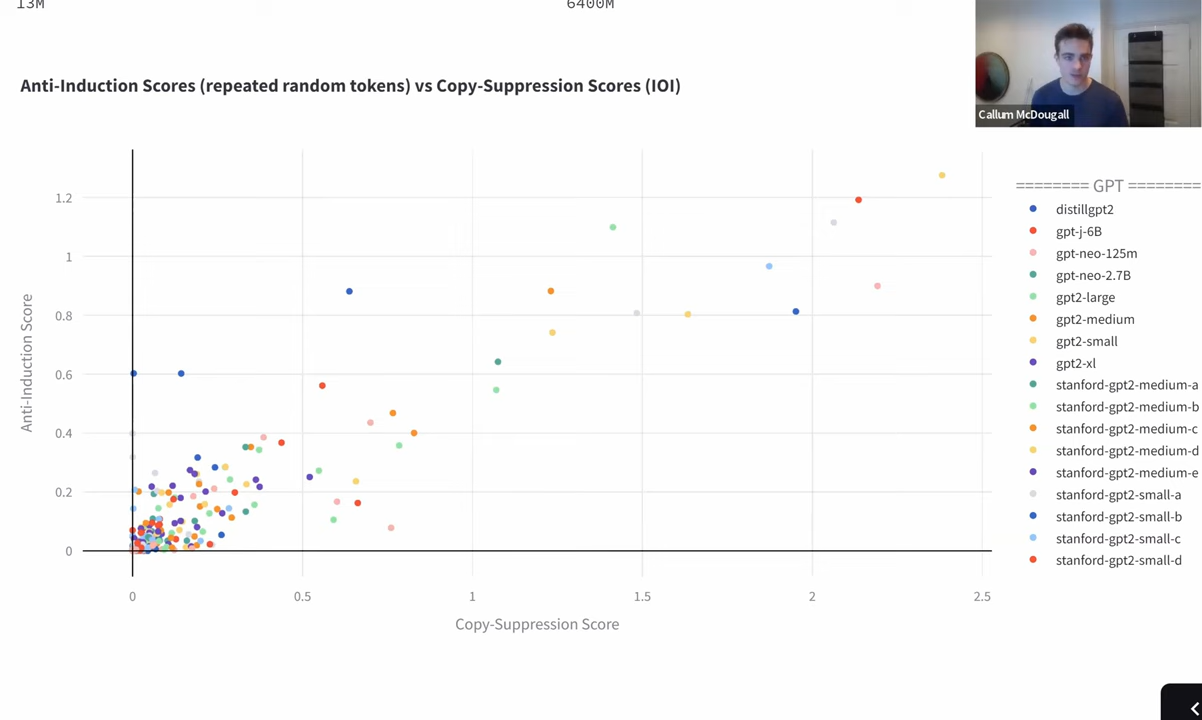 13M 6400M
Callum McDougall
Anti-Induction Scores (repeated random tokens) vs Copy-Suppression Scores (IOI)
Anti-Induction Score
1.2
1
0.8
0.6
0.4
0.2
0
0 0.5 1 1.5 2 2.5
Copy-Suppression Score
======== GPT ========
distillgpt2
gpt-j-6B
gpt-neo-125m
gpt-neo-2.7B
gpt2-large
gpt2-medium
gpt2-small
gpt2-xl
stanford-gpt2-medium-a
stanford-gpt2-medium-b
stanford-gpt2-medium-c
stanford-gpt2-medium-d
stanford-gpt2-medium-e
stanford-gpt2-small-a
stanford-gpt2-small-b
stanford-gpt2-small-c
stanford-gpt2-small-d